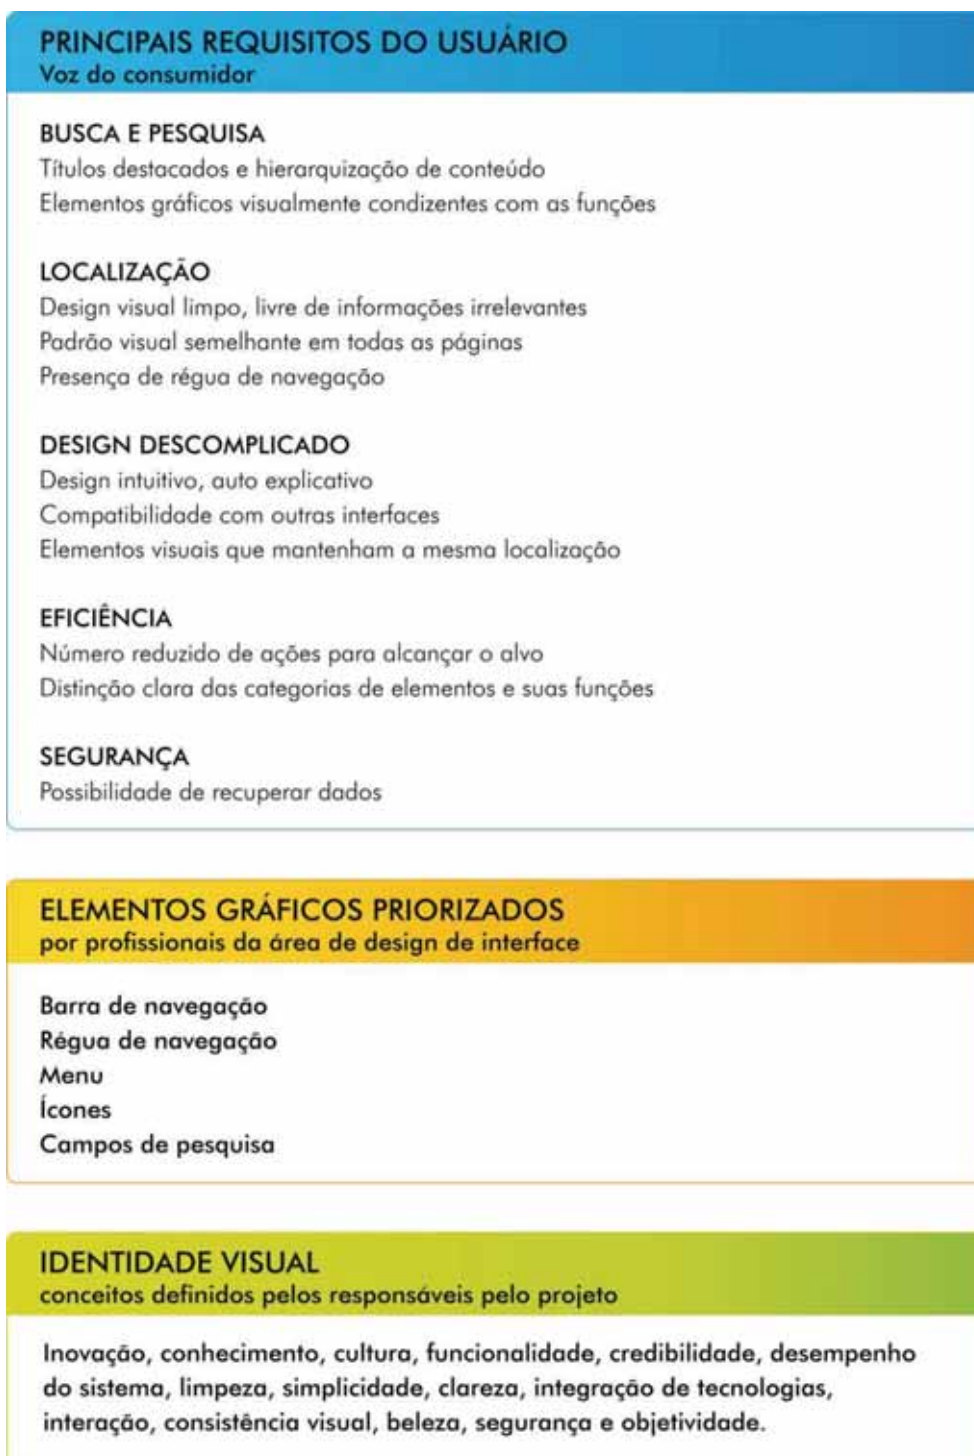 PRINCIPAIS REQUISITOS DO USUÁRIO
Voz do consumidor
BUSCA E PESQUISA
Títulos destacados e hierarquização de conteúdo
Elementos gráficos visualmente condizentes com as funções
LOCALIZAÇÃO
Design visual limpo, livre de informações irrelevantes
Padrão visual semelhante em todas as páginas
Presença de régua de navegação
DESIGN DESCOMPLICADO
Design intuitivo, auto explicativo
Compatibilidade com outras interfaces
Elementos visuais que mantenham a mesma localização
EFICIÊNCIA
Número reduzido de ações para alcançar o alvo
Distinção clara das categorias de elementos e suas funções
SEGURANÇA
Possibilidade de recuperar dados
ELEMENTOS GRÁFICOS PRIORIZADOS
por profissionais da área de design de interface
Barra de navegação
Régua de navegação
Menu
Ícones
Campos de pesquisa
IDENTIDADE VISUAL
conceitos definidos pelos responsáveis pelo projeto
Inovação, conhecimento, cultura, funcionalidade, credibilidade, desempenho
do sistema, limpeza, simplicidade, clareza, integração de tecnologias,
interação, consistência visual, beleza, segurança e objetividade.